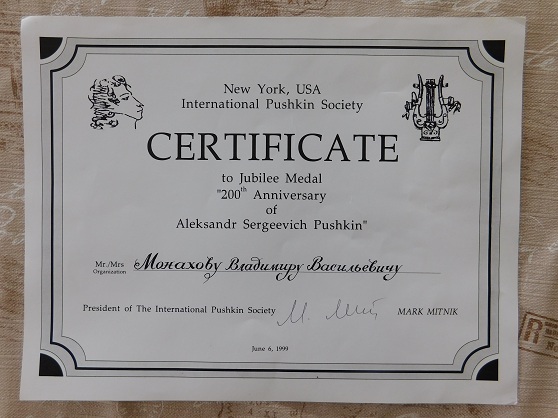 New York, USA
International Pushkin Society
CERTIFICATE
to Jubilee Medal
"200th Anniversary
of
Aleksandr Sergeevich Pushkin"
Mr./Mrs
Organization
Монахову Владимиру Васильевичу
President of The International Pushkin Society
MARK MITNIK
June 6, 1999